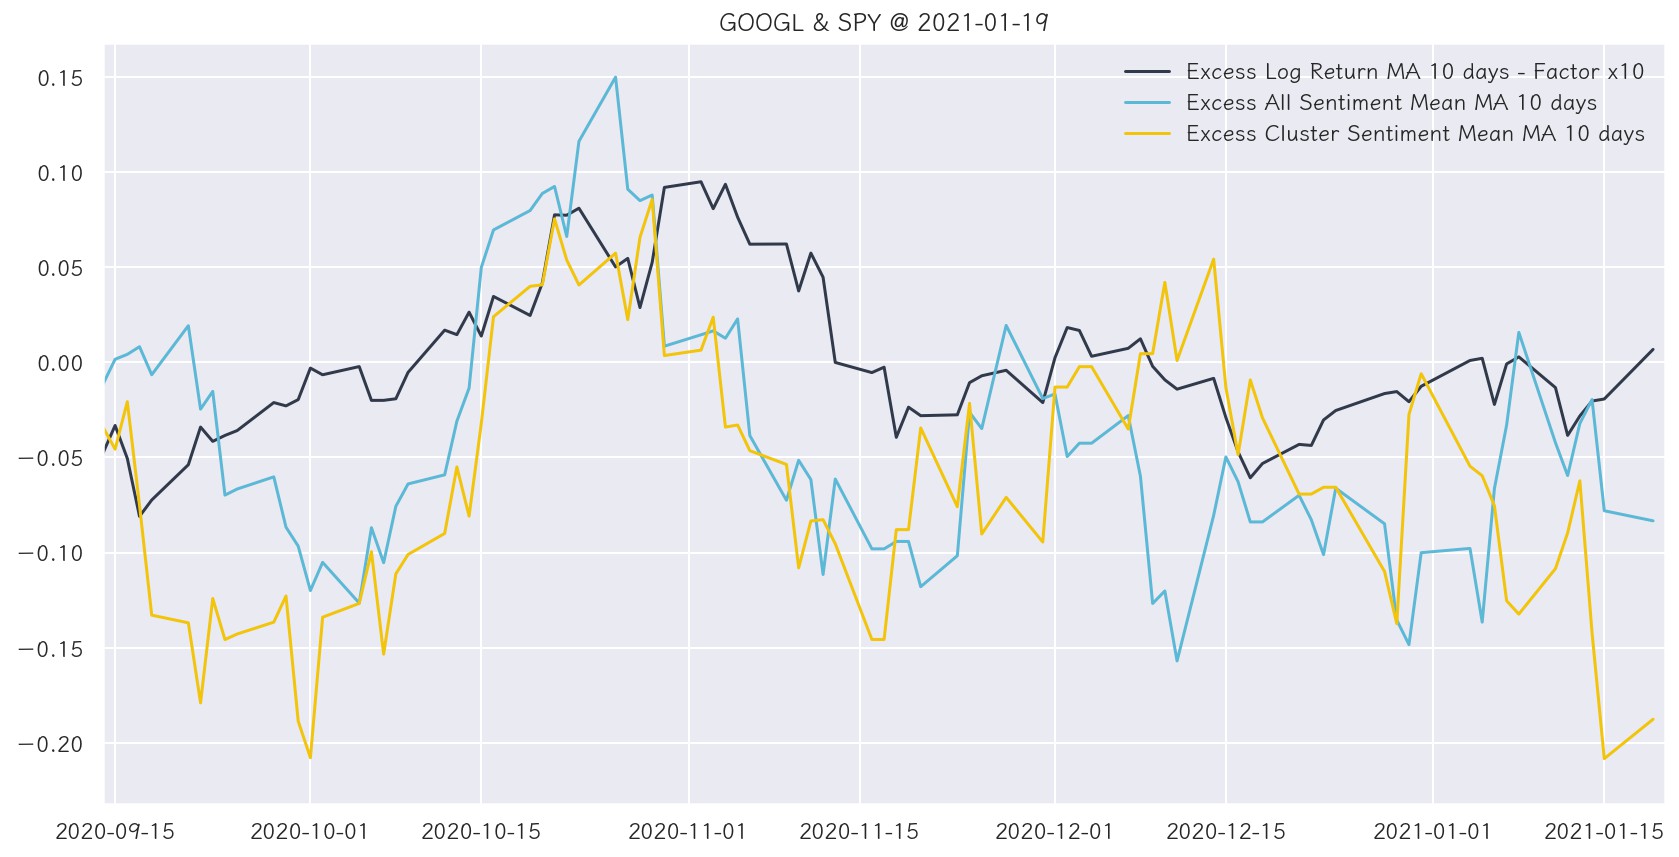 GOOGL & SPY @ 2021-01-19
Excess Log Return MA 10 days - Factor x10
Excess All Sentiment Mean MA 10 days
Excess Cluster Sentiment Mean MA 10 days
0.15
0.10
0.05
0.00
−0.05
−0.10
−0.15
−0.20
2020-09-15 2020-10-01 2020-10-15 2020-11-01 2020-11-15 2020-12-01 2020-12-15 2021-01-01 2021-01-15